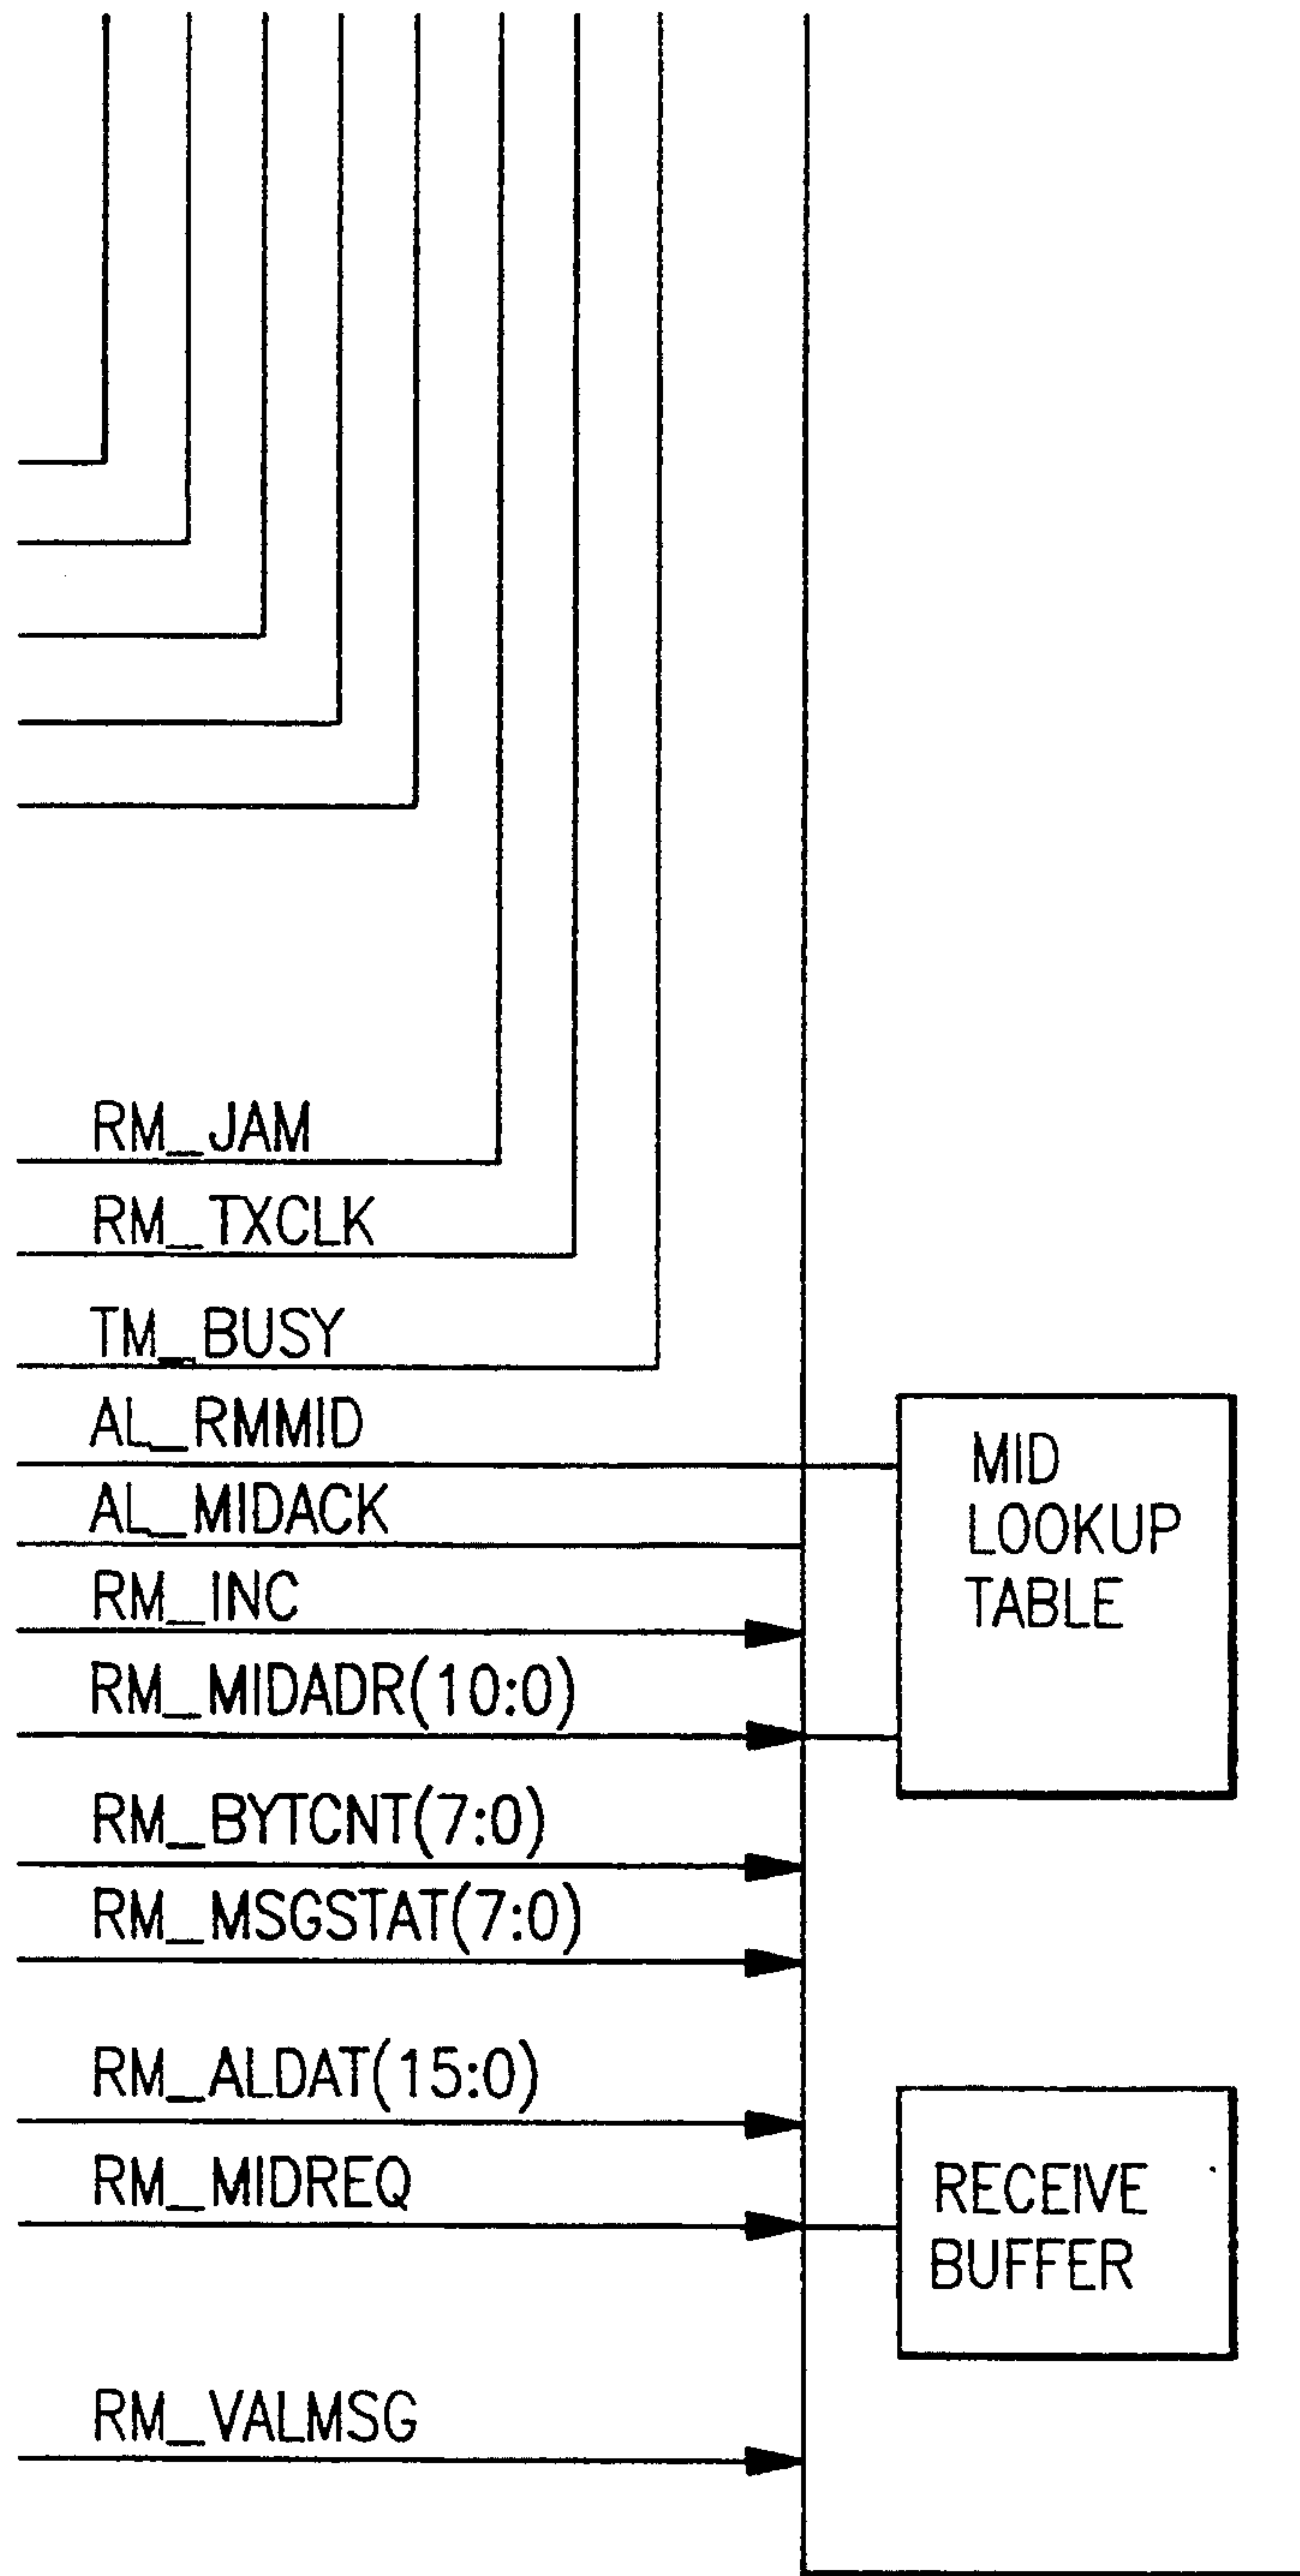 RM_JAM
RM_TXCLK
TM_BUSY
AL_RMMID
AL_MIDACK
RM_INC
RM_MIDADR(10:0)
RM_BYTCNT(7:0)
RM_MSGSTAT(7:0)
RM_ALDAT(15:0)
RM_MIDREQ
RM_VALMSG
MID
LOOKUP
TABLE
RECEIVE
BUFFER